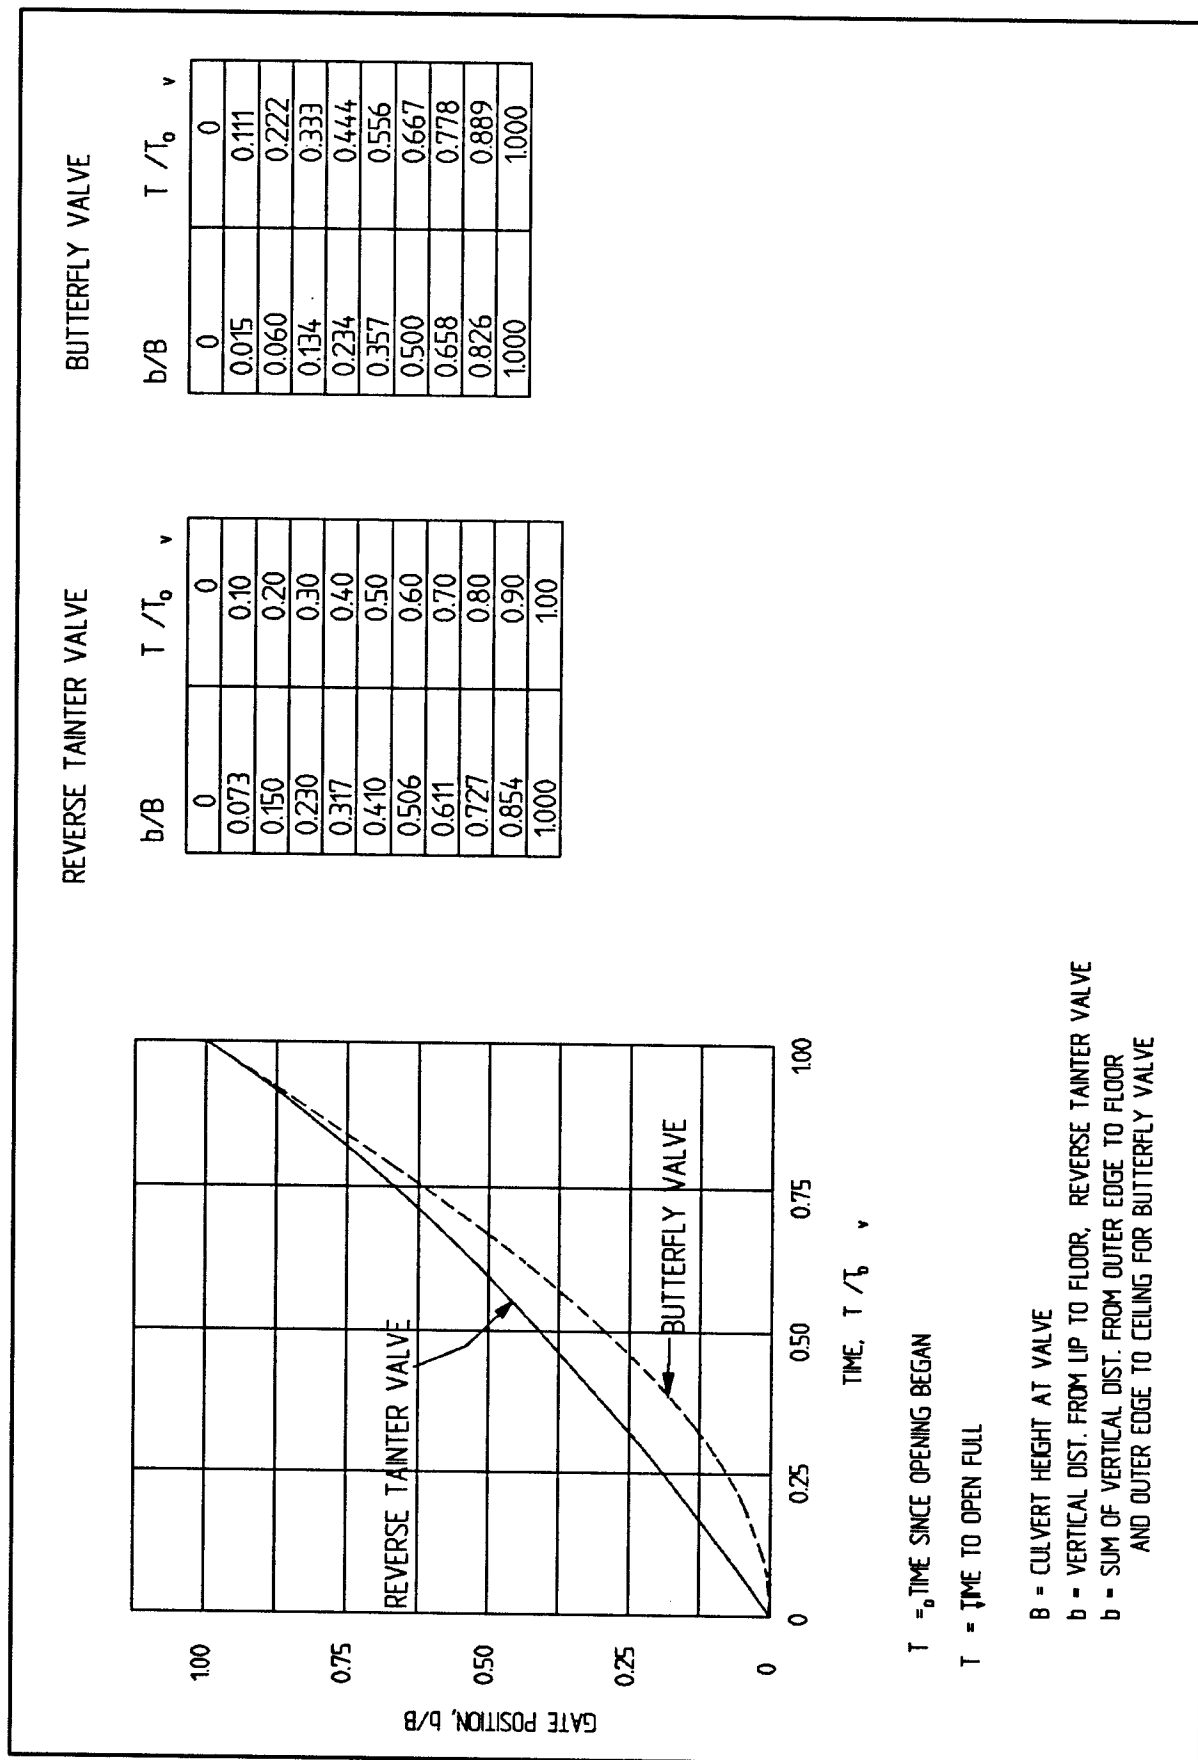 REVERSE TAINTER VALVE
b/B T/T₀ v
0 0
0.073 0.10
0.150 0.20
0.230 0.30
0.317 0.40
0.410 0.50
0.506 0.60
0.611 0.70
0.727 0.80
0.854 0.90
1.000 1.00
BUTTERFLY VALVE
b/B T/T₀ v
0 0
0.015 0.111
0.060 0.222
0.134 0.333
0.234 0.444
0.357 0.556
0.500 0.667
0.658 0.778
0.826 0.889
1.000 1.000
GATE POSITION, b/B
1.00
0.75
0.50
0.25
0
REVERSE TAINTER VALVE
BUTTERFLY VALVE
0 0.25 0.50 0.75 1.00
TIME, T/T₀ v
T =₀ TIME SINCE OPENING BEGAN
T = TIME TO OPEN FULL
v
B = CULVERT HEIGHT AT VALVE
b = VERTICAL DIST. FROM LIP TO FLOOR, REVERSE TAINTER VALVE
b = SUM OF VERTICAL DIST. FROM OUTER EDGE TO FLOOR
AND OUTER EDGE TO CEILING FOR BUTTERFLY VALVE